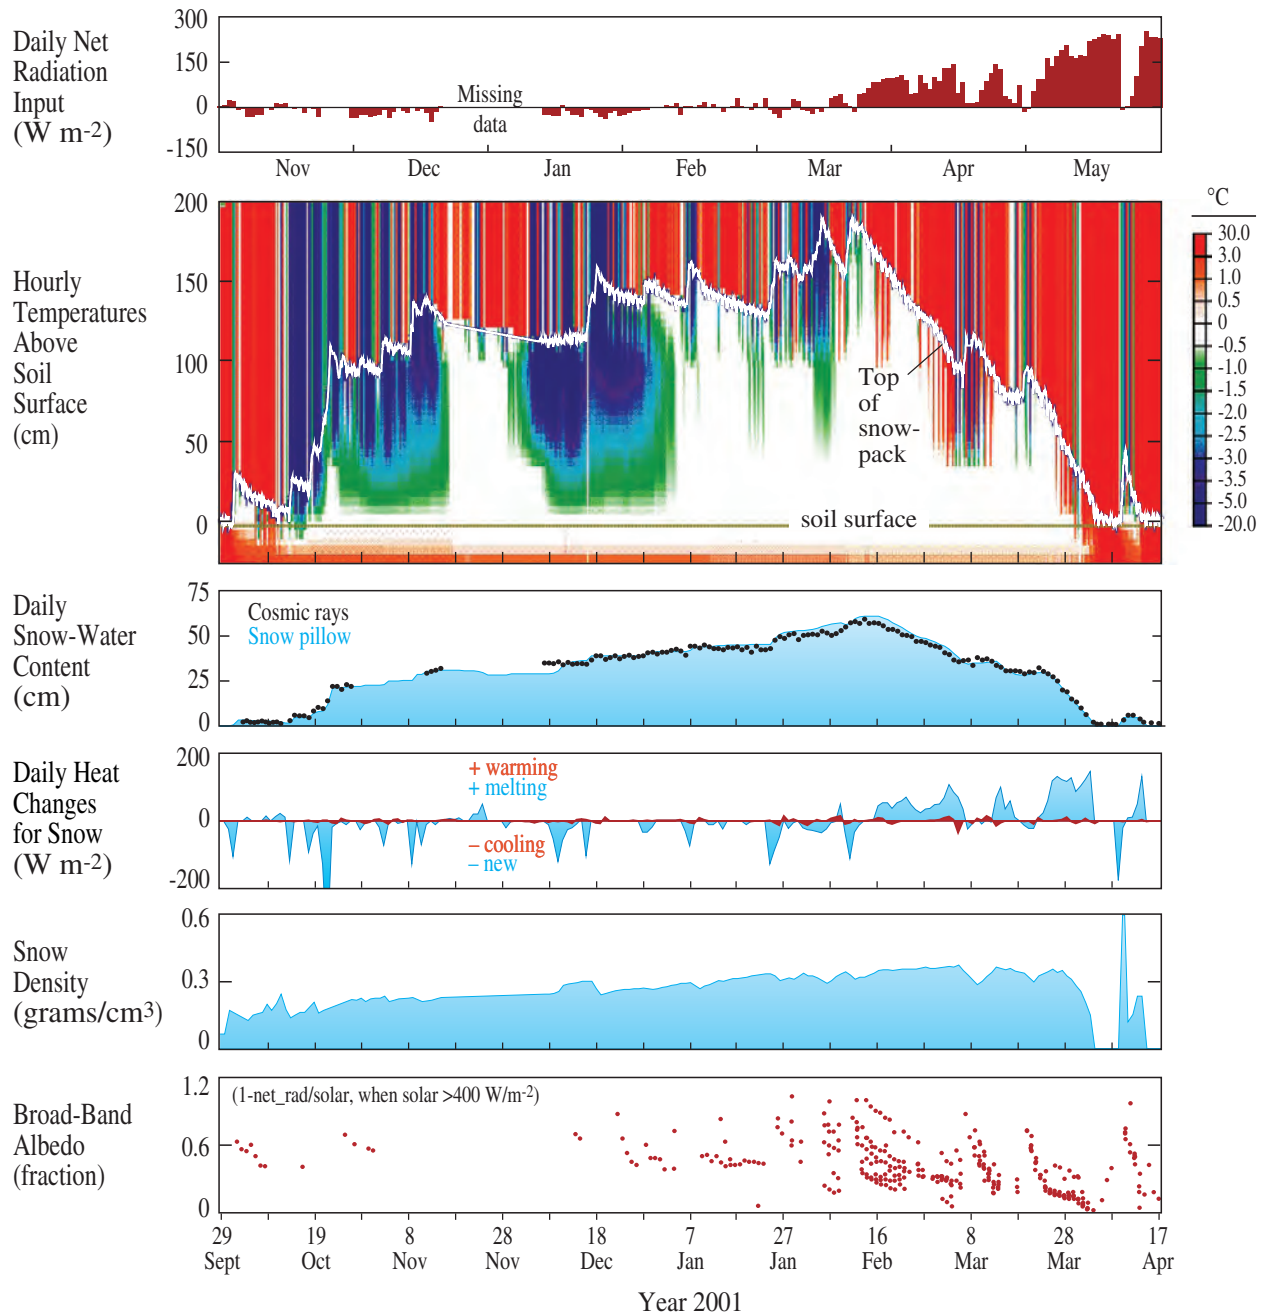 Daily Net
Radiation
Input
(W m-2)
300
150
0
-150
Missing
data
Nov Dec Jan Feb Mar Apr May
Hourly
Temperatures
Above
Soil
Surface
(cm)
200
150
100
50
0
Top
of
snow-
pack
soil surface
°C
30.0
3.0
1.0
0.5
0
-0.5
-1.0
-1.5
-2.0
-2.5
-3.0
-3.5
-5.0
-20.0
Daily
Snow-Water
Content
(cm)
75
50
25
0
Cosmic rays
Snow pillow
Daily Heat
Changes
for Snow
(W m-2)
200
0
-200
+ warming
+ melting
– cooling
– new
Snow
Density
(grams/cm3)
0.6
0.3
0
Broad-Band
Albedo
(fraction)
1.2
0.6
0
(1-net_rad/solar, when solar >400 W/m-2)
29 19 8 28 18 7 27 16 8 28 17
Sept Oct Nov Nov Dec Jan Jan Feb Mar Mar Apr
Year 2001